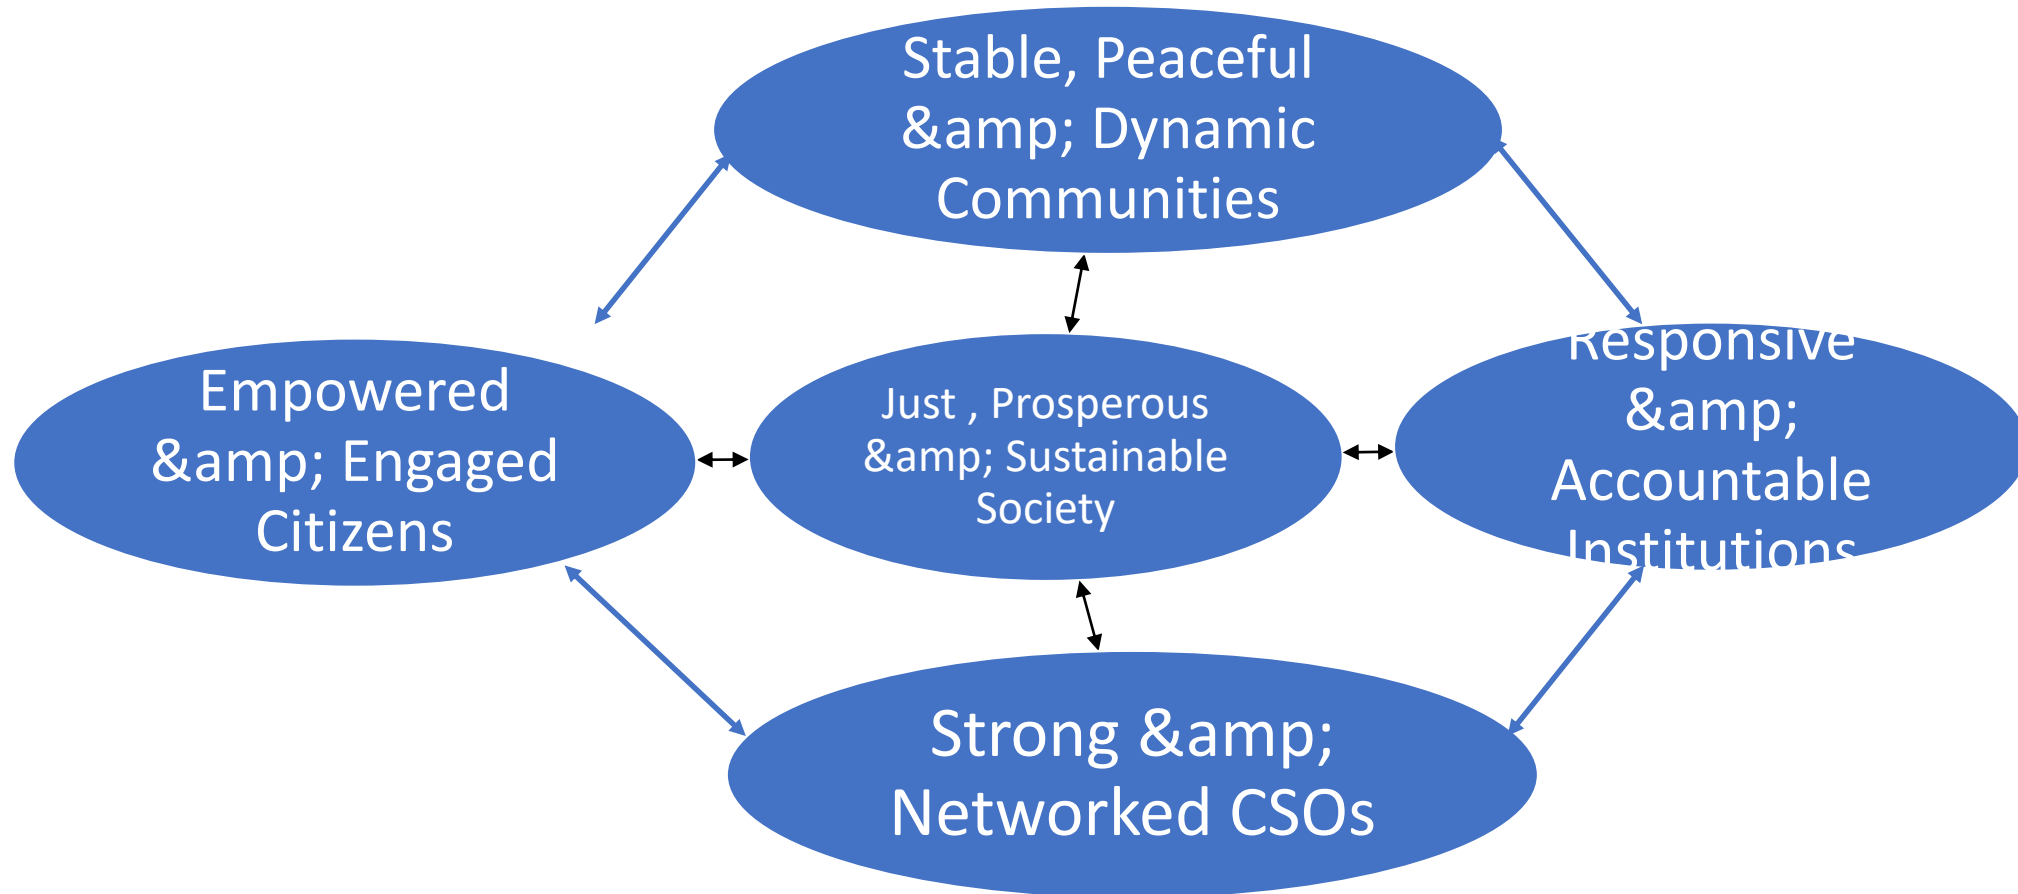 Stable, Peaceful
&amp; Dynamic
Communities
Empowered
&amp; Engaged
Citizens
Just , Prosperous
&amp; Sustainable
Society
Responsive
&amp;
Accountable
Institutions
Strong &amp;
Networked CSOs